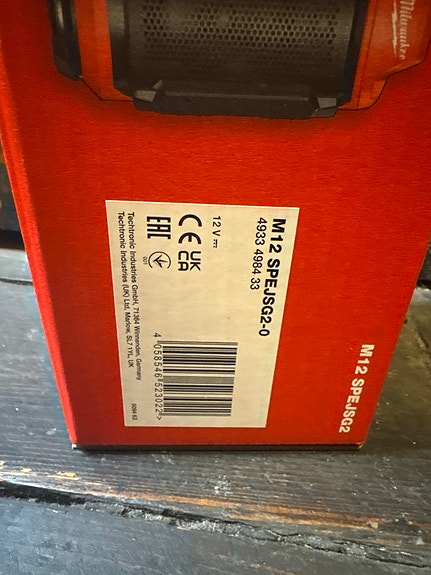 Milwaukee
M12 SPEJSG2-0
4933 4984 33
12 V
CE UK CA
EAC
Techtronic Industries GmbH, 71364 Winnenden, Germany
Techtronic Industries (UK) Ltd, Marlow, SL7 1YL, UK
4 058546 523022>
M12 SPEJSG2